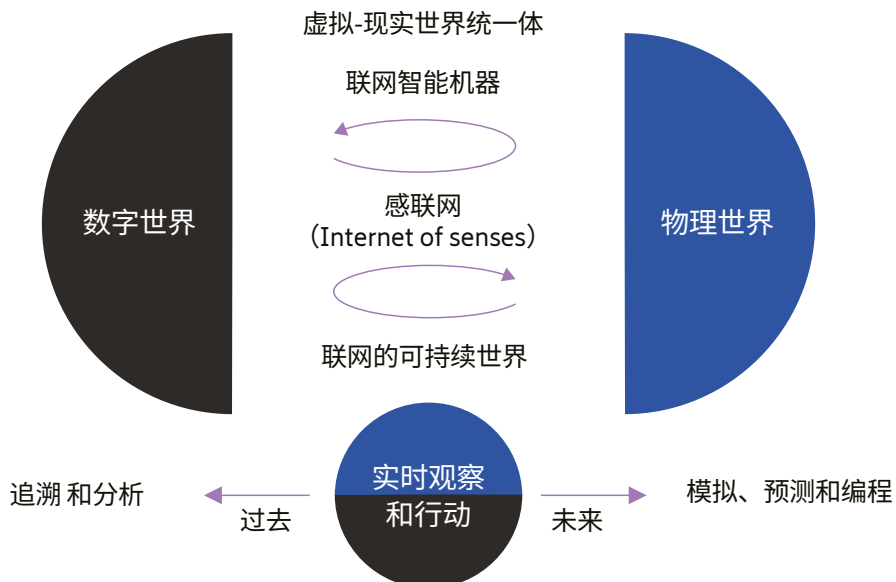 虚拟-现实世界统一体
联网智能机器
数字世界
感联网
（Internet of senses）
物理世界
联网的可持续世界
追溯 和分析
过去
实时观察
和行动
未来
模拟、预测和编程